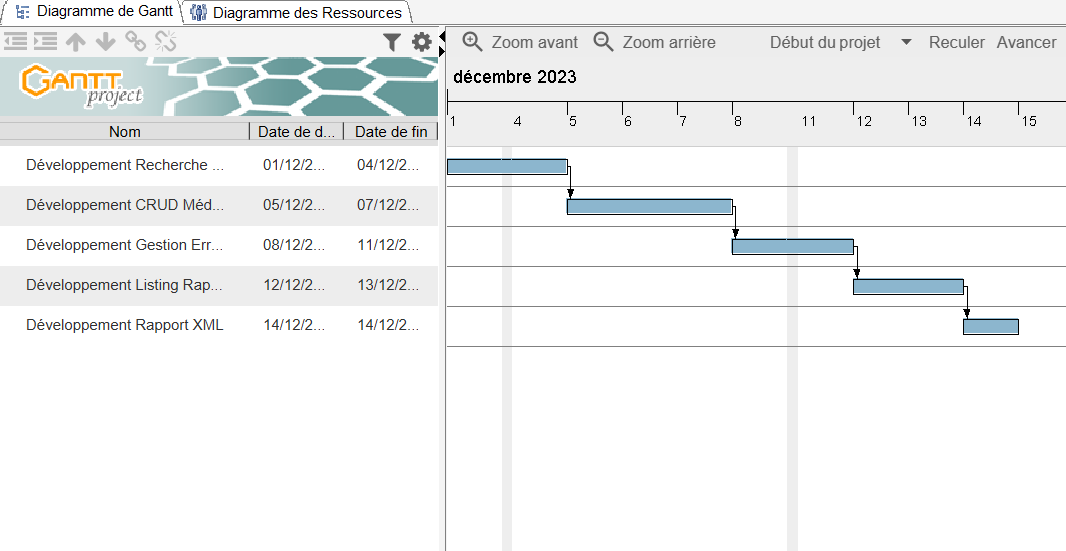 Diagramme de Gantt Diagramme des Ressources
Zoom avant Zoom arrière Début du projet Reculer Avancer
GANTT project
décembre 2023
Nom Date de d... Date de fin
1 4 5 6 7 8 11 12 13 14 15
Développement Recherche ... 01/12/2... 04/12/2...
Développement CRUD Méd... 05/12/2... 07/12/2...
Développement Gestion Err... 08/12/2... 11/12/2...
Développement Listing Rap... 12/12/2... 13/12/2...
Développement Rapport XML 14/12/2... 14/12/2...